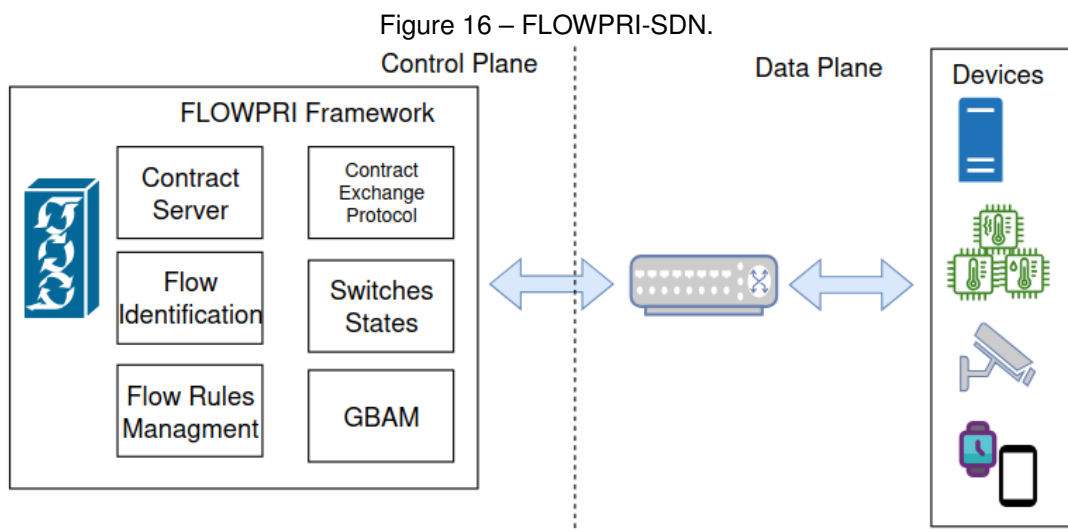 Figure 16 – FLOWPRI-SDN.
Control Plane
Data Plane
Devices
FLOWPRI Framework
Contract
Server
Contract
Exchange
Protocol
Flow
Identification
Switches
States
Flow Rules
Managment
GBAM